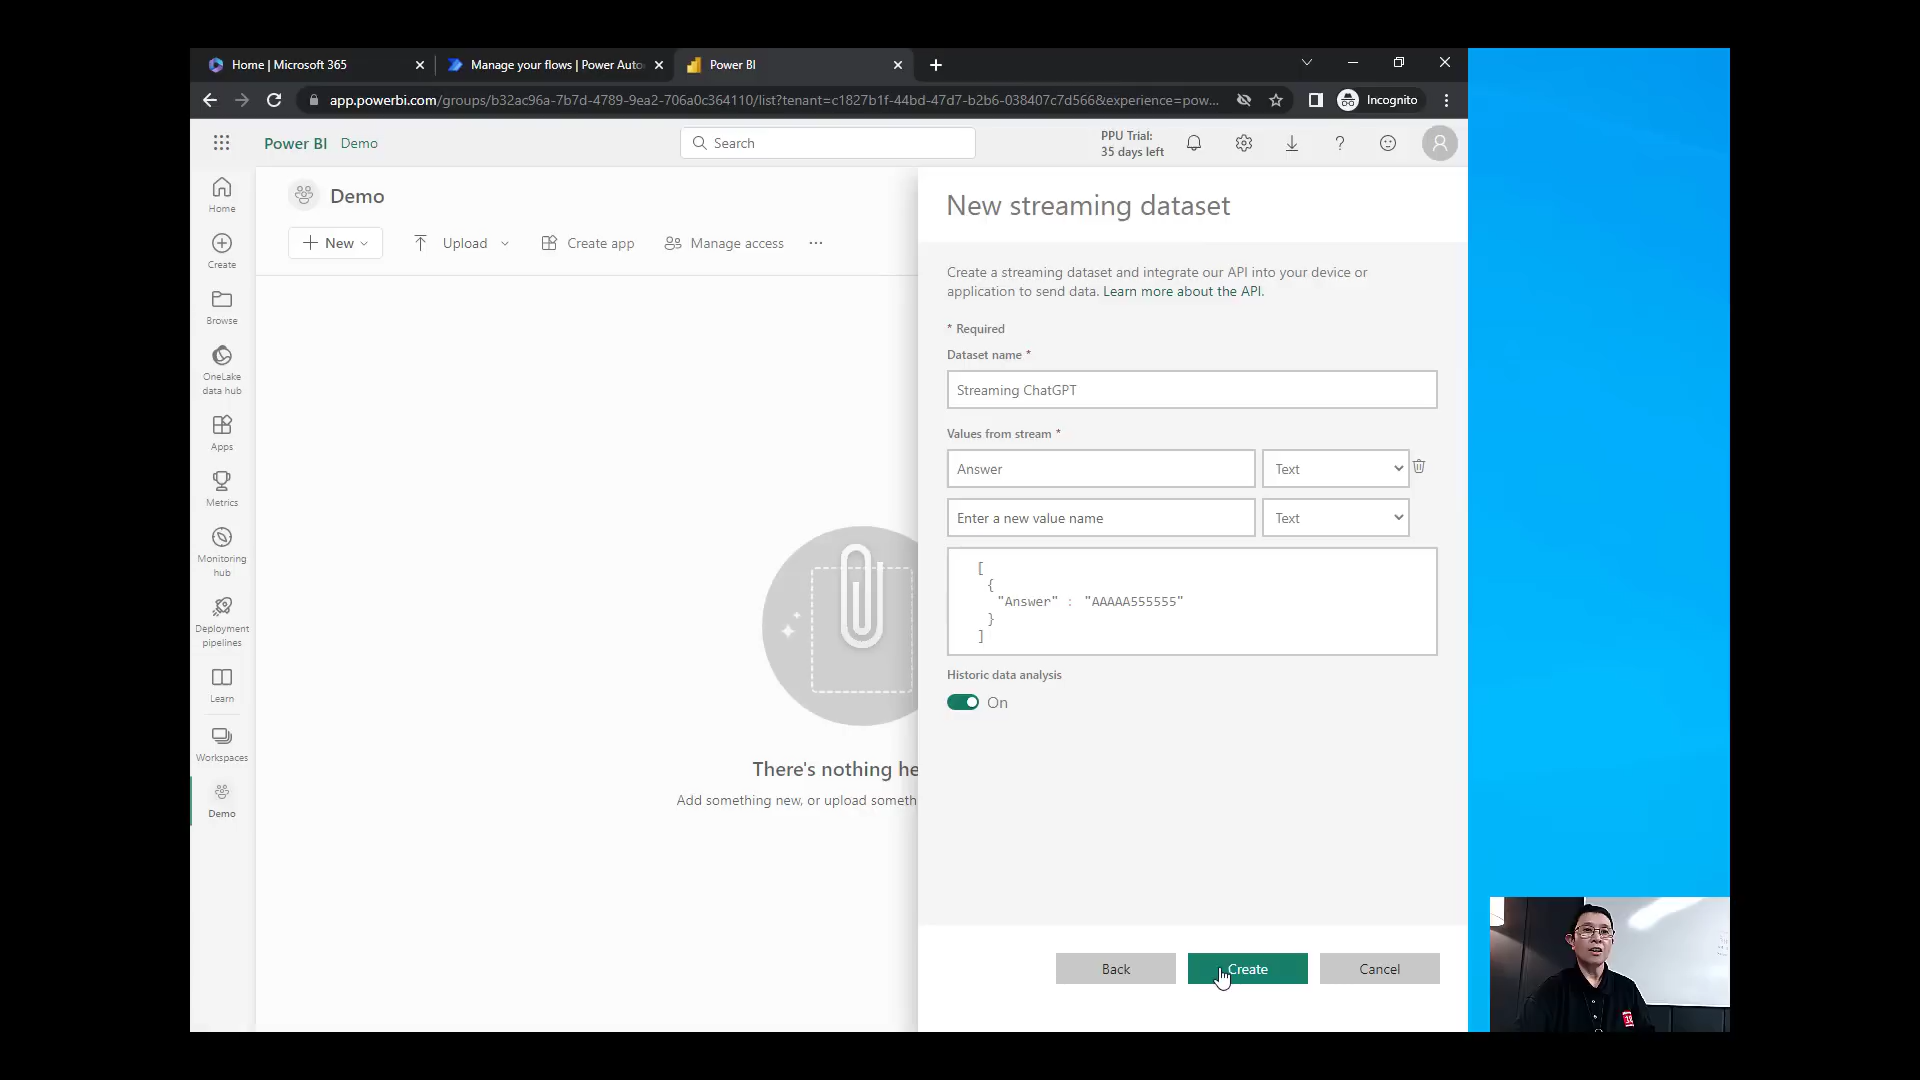 Home | Microsoft 365
Manage your flows | Power Auto
Power BI
app.powerbi.com/groups/b32ac96a-7b7d-4789-9ea2-706a0c364110/list?tenant=c1827b1f-44bd-47d7-b2b6-038407c7d566&experience=pow...
Incognito
Power BI Demo
Search
PPU Trial:
35 days left
Home
Create
Browse
OneLake
data hub
Apps
Metrics
Monitoring
hub
Deployment
pipelines
Learn
Workspaces
Demo
Demo
New
Upload
Create app
Manage access
There's nothing he
Add something new, or upload someth
New streaming dataset
Create a streaming dataset and integrate our API into your device or
application to send data. Learn more about the API.
* Required
Dataset name *
Streaming ChatGPT
Values from stream *
Answer Text
Enter a new value name Text
[
{
"Answer" : "AAAAA555555"
}
]
Historic data analysis
On
Back
Create
Cancel